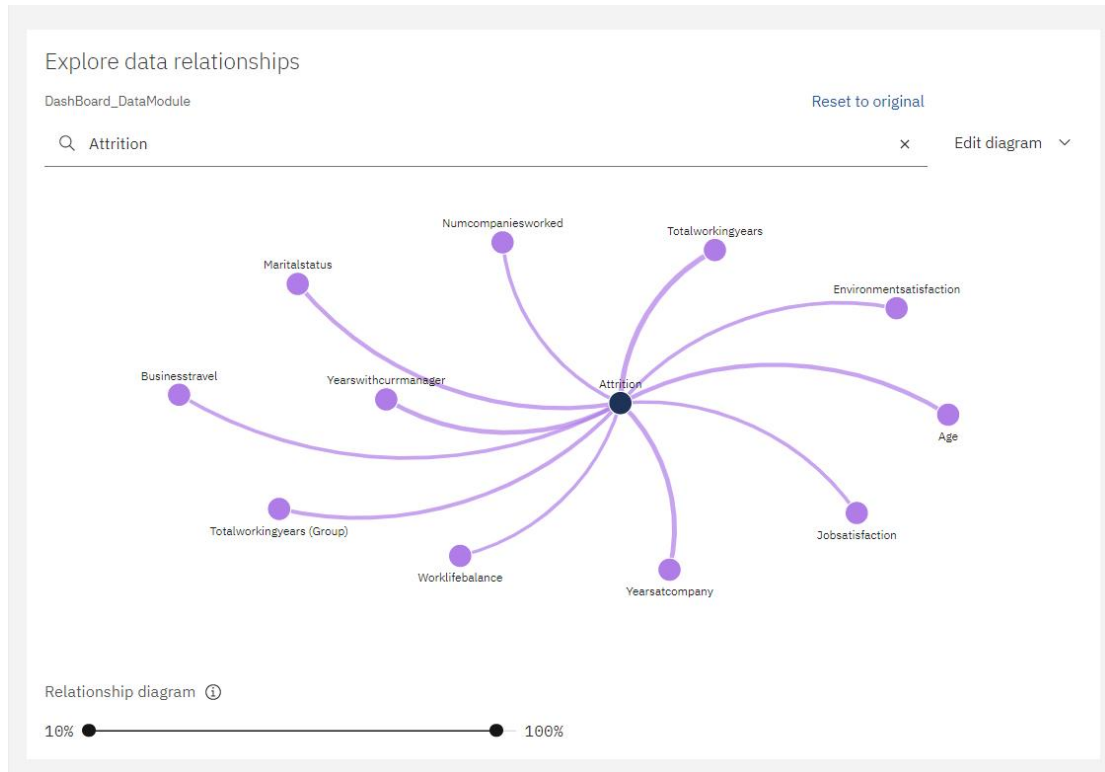 Explore data relationships
DashBoard_DataModule
Reset to original
Attrition
Edit diagram
Numcompaniesworked
Totalworkingyears
Maritalstatus
Environmentsatisfaction
Businesstravel
Yearswithcurrmanager
Attrition
Age
Totalworkingyears (Group)
Jobsatisfaction
Worklifebalance
Yearsatcompany
Relationship diagram
10%
100%